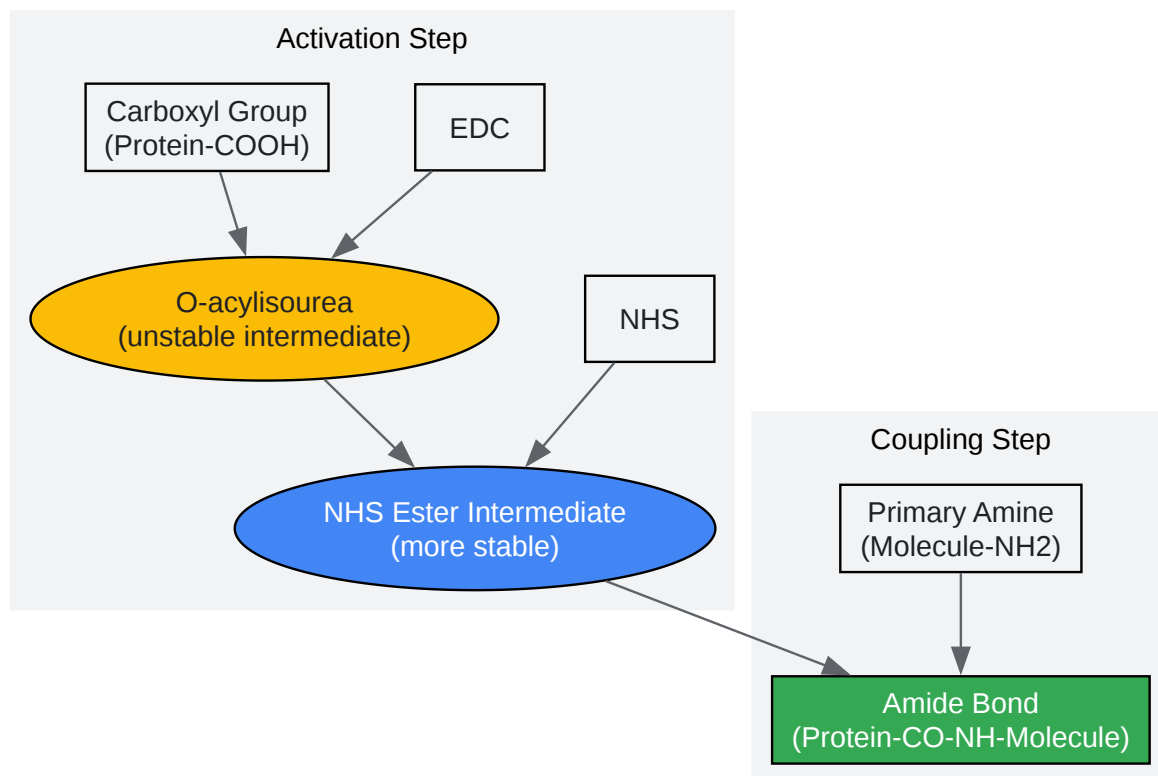 Activation Step
Carboxyl Group
(Protein-COOH)
EDC
O-acylisourea
(unstable intermediate)
NHS
NHS Ester Intermediate
(more stable)
Coupling Step
Primary Amine
(Molecule-NH2)
Amide Bond
(Protein-CO-NH-Molecule)